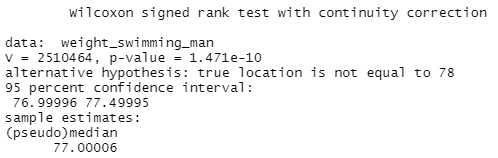 Wilcoxon signed rank test with continuity correction
data:  weight_swimming_man
V = 2510464, p-value = 1.471e-10
alternative hypothesis: true location is not equal to 78
95 percent confidence interval:
76.99996 77.49995
sample estimates:
(pseudo)median
77.00006